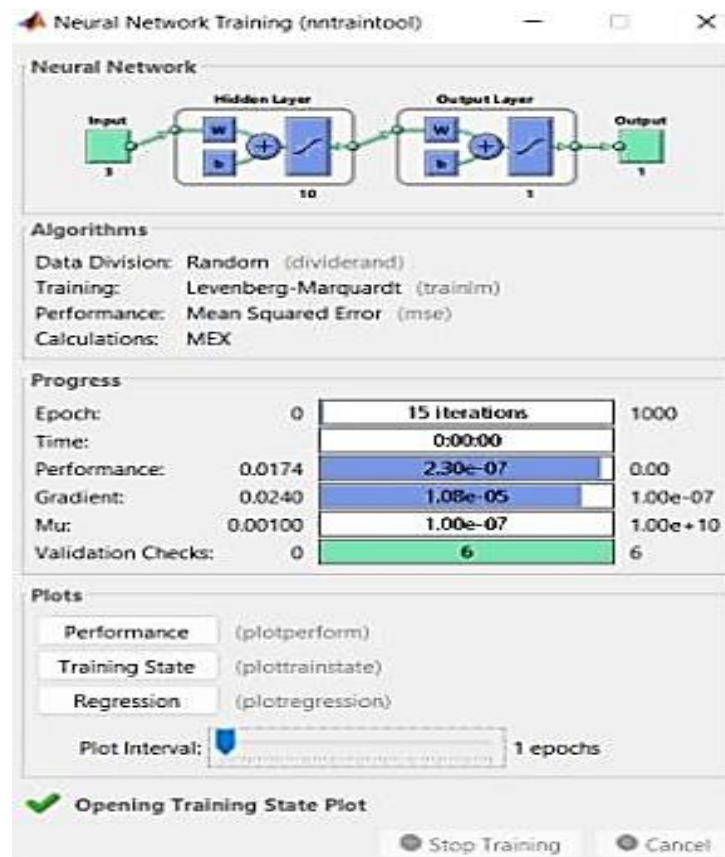 Neural Network Training (nntraintool)
Neural Network
Hidden Layer
Output Layer
Input
Output
W
b
W
b
3
10
1
1
Algorithms
Data Division: Random (dividerand)
Training: Levenberg-Marquardt (trainlm)
Performance: Mean Squared Error (mse)
Calculations: MEX
Progress
Epoch: 0 15 iterations 1000
Time: 0:00:00
Performance: 0.0174 2.30e-07 0.00
Gradient: 0.0240 1.08e-05 1.00e-07
Mu: 0.00100 1.00e-07 1.00e+10
Validation Checks: 0 6 6
Plots
Performance (plotperform)
Training State (plottrainstate)
Regression (plotregression)
Plot Interval: 1 epochs
Opening Training State Plot
Stop Training Cancel